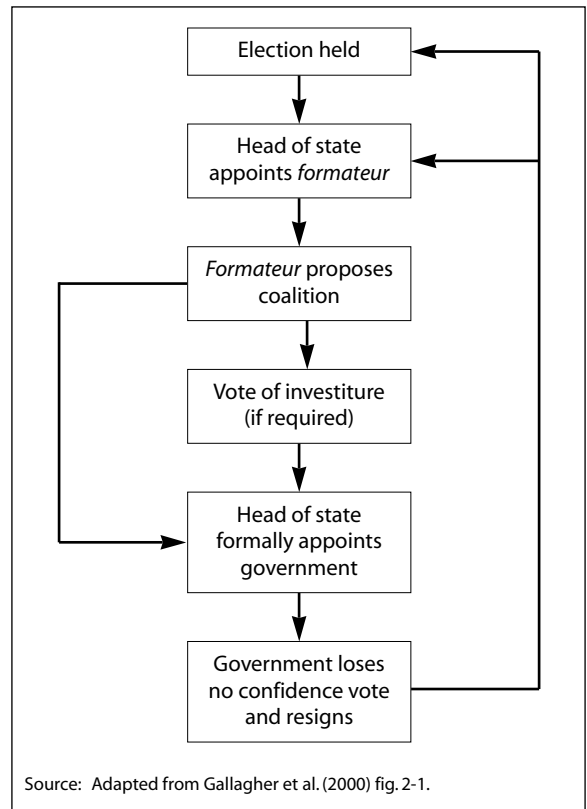 Election held
Head of state
appoints formateur
Formateur proposes
coalition
Vote of investiture
(if required)
Head of state
formally appoints
government
Government loses
no confidence vote
and resigns
Source: Adapted from Gallagher et al. (2000) fig. 2-1.